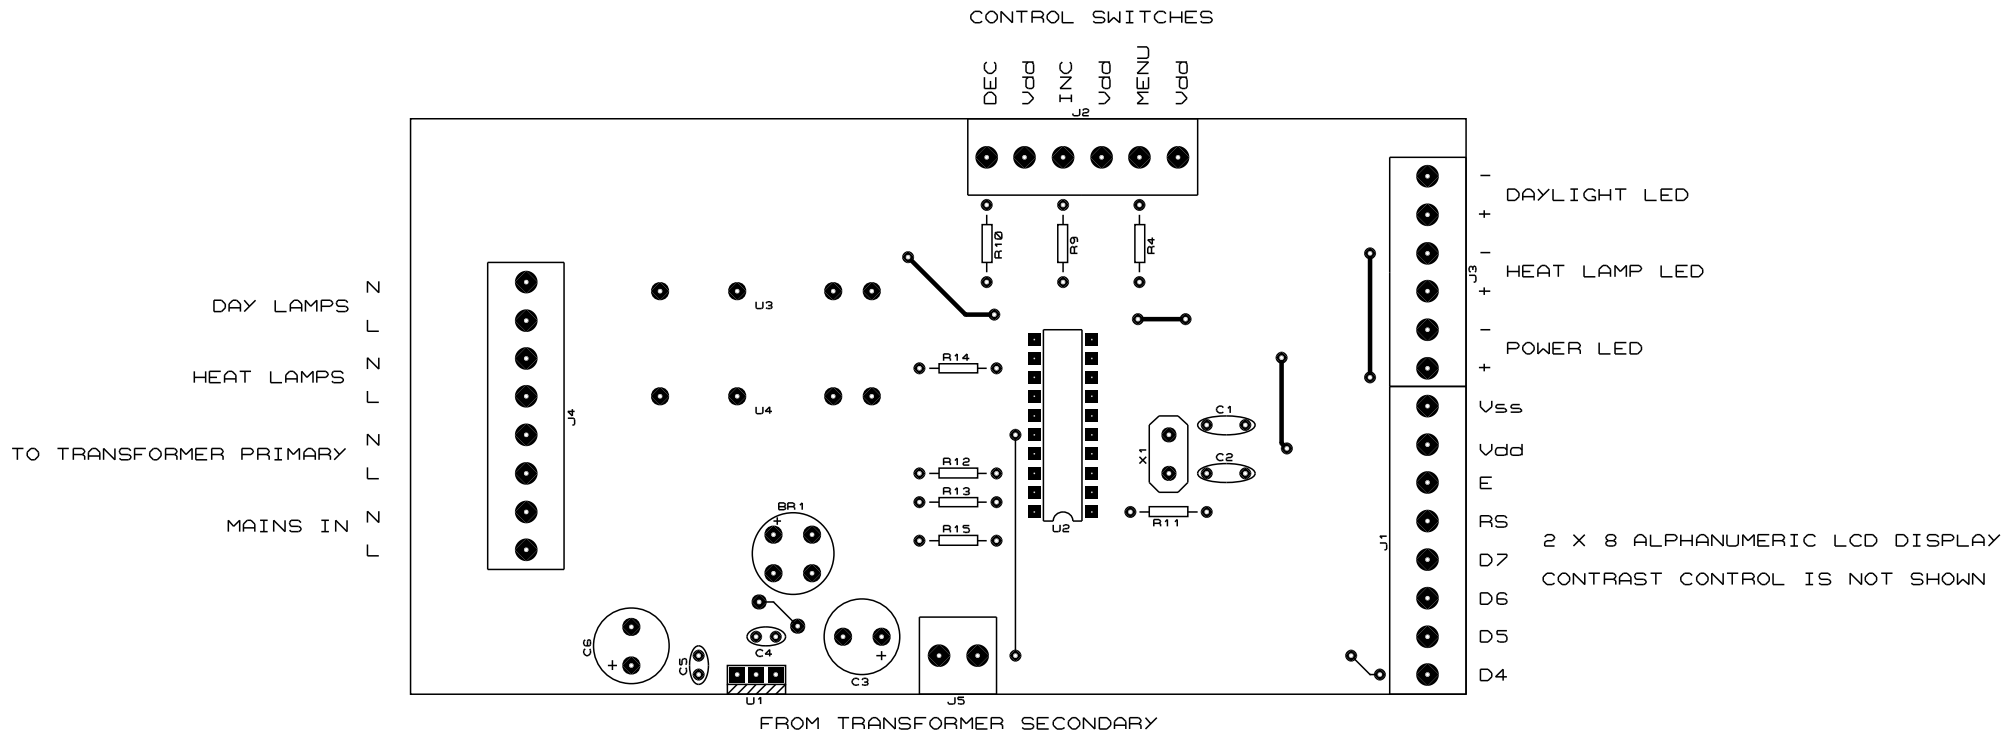 CONTROL SWITCHES
DEC
Vdd
INC
Vdd
MENU
Vdd
J2
- DAYLIGHT LED
+
R10
R9
R4
- HEAT LAMP LED
J3
+
N
DAY LAMPS
L
U3
- POWER LED
+
N
HEAT LAMPS
L
R14
U4
J4
C1
Vss
N
TO TRANSFORMER PRIMARY
L
X1
Vdd
R12
C2
E
R13
N
MAINS IN
L
BR1
+
R15
U2
R11
RS
J1
2 X 8 ALPHANUMERIC LCD DISPLAY
D7
CONTRAST CONTROL IS NOT SHOWN
D6
D5
C6
+
C5
C4
+
C3
D4
U1
J5
FROM TRANSFORMER SECONDARY